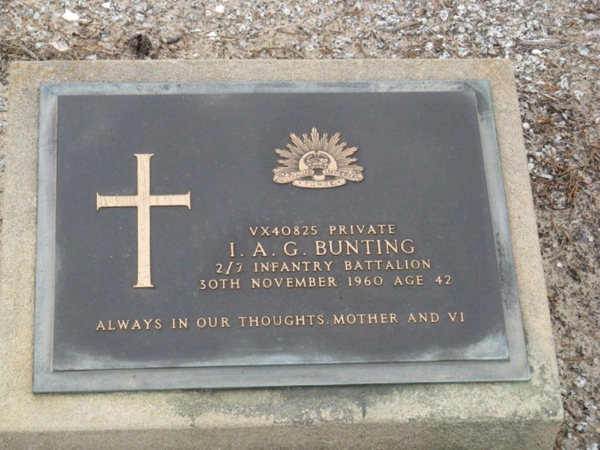 VX40825 PRIVATE
I. A. G. BUNTING
2/7 INFANTRY BATTALION
30TH NOVEMBER 1960 AGE 42
ALWAYS IN OUR THOUGHTS. MOTHER AND VI